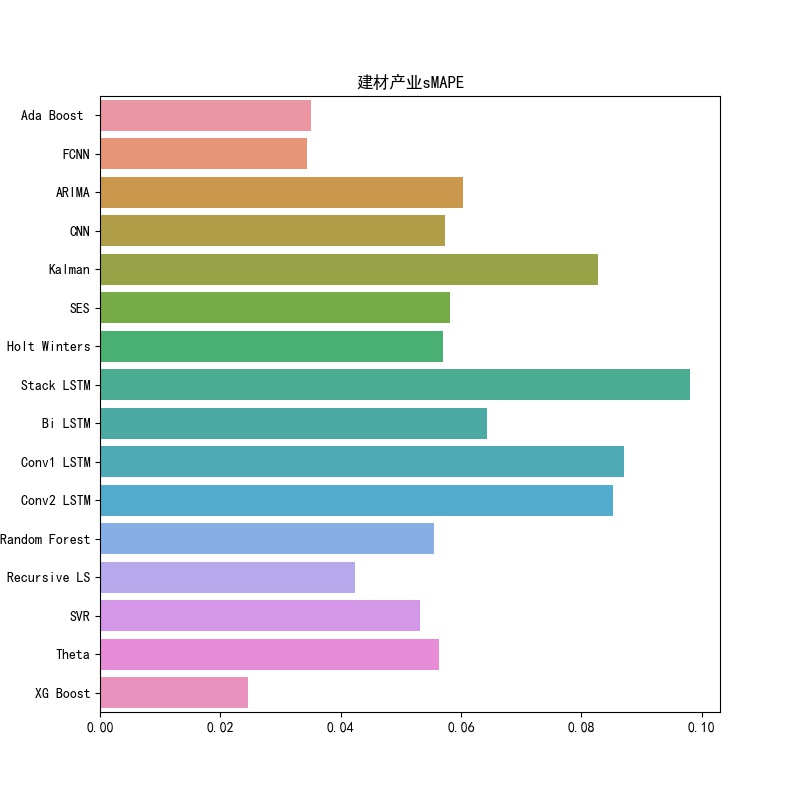 建材产业sMAPE
Ada Boost
FCNN
ARIMA
CNN
Kalman
SES
Holt Winters
Stack LSTM
Bi LSTM
Conv1 LSTM
Conv2 LSTM
Random Forest
Recursive LS
SVR
Theta
XG Boost
0.00 0.02 0.04 0.06 0.08 0.10